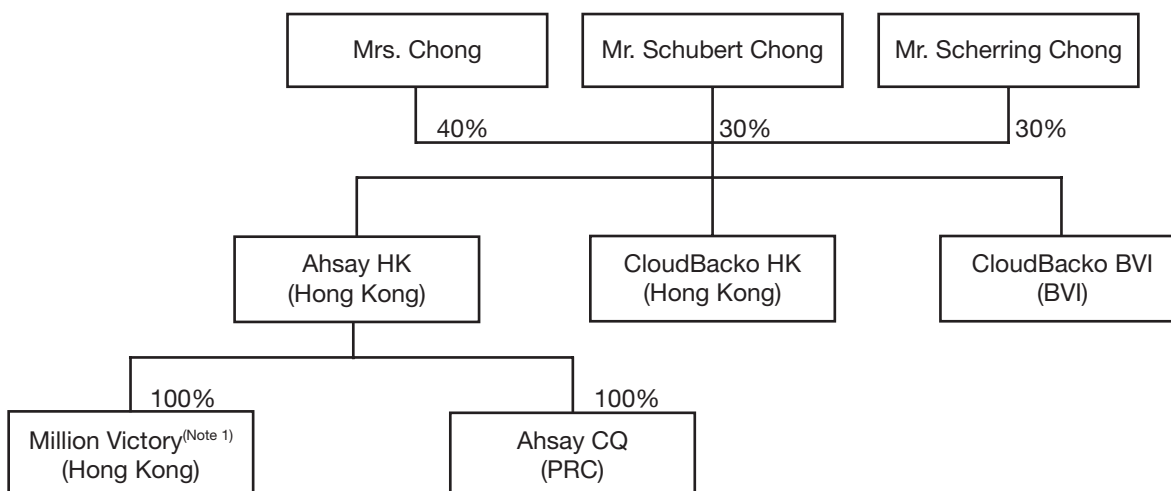 Mrs. Chong
Mr. Schubert Chong
Mr. Scherring Chong
40%
30%
30%
Ahsay HK
(Hong Kong)
CloudBacko HK
(Hong Kong)
CloudBacko BVI
(BVI)
100%
100%
Million Victory(Note 1)
(Hong Kong)
Ahsay CQ
(PRC)